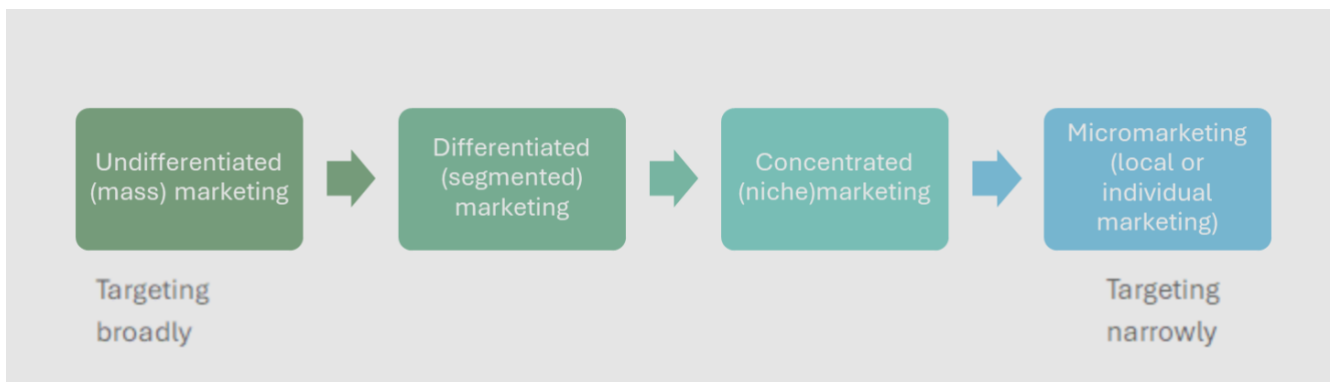 Undifferentiated
(mass) marketing
Differentiated
(segmented)
marketing
Concentrated
(niche)marketing
Micromarketing
(local or
individual
marketing)
Targeting
broadly
Targeting
narrowly